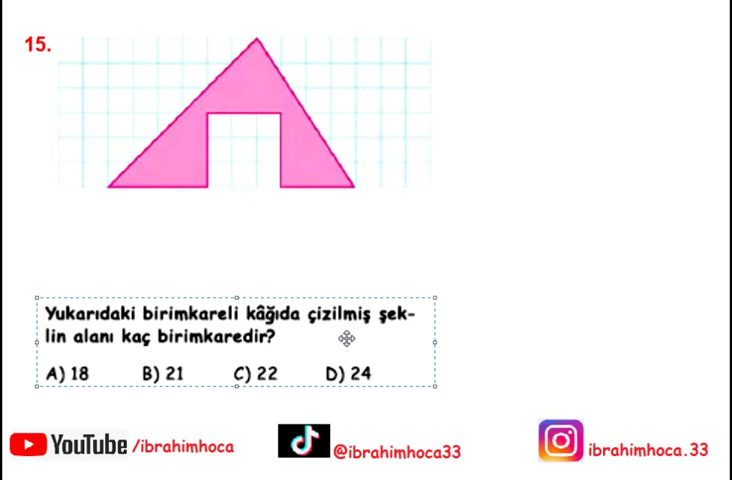 15.
Yukarıdaki birimkareli kâğıda çizilmiş şek-
lin alanı kaç birimkaredir?
A) 18 B) 21 C) 22 D) 24
YouTube /ibrahimhoca @ibrahimhoca33 ibrahimhoca.33